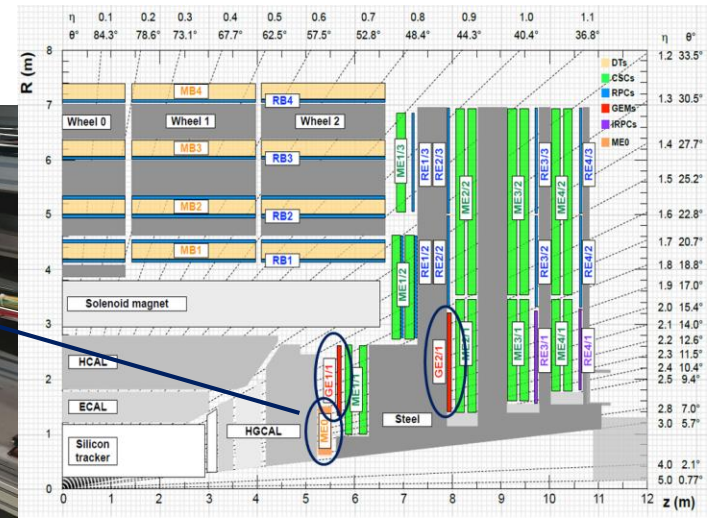 η 0.1 0.2 0.3 0.4 0.5 0.6 0.7 0.8 0.9 1.0 1.1
θ° 84.3° 78.6° 73.1° 67.7° 62.5° 57.5° 52.8° 48.4° 44.3° 40.4° 36.8°
η θ°
R (m)
8
7
6
5
4
3
2
1
0
1.2 33.5°
1.3 30.5°
1.4 27.7°
1.5 25.2°
1.6 22.8°
1.7 20.7°
1.8 18.8°
1.9 17.0°
2.0 15.4°
2.1 14.0°
2.2 12.6°
2.3 11.5°
2.4 10.4°
2.5 9.4°
2.8 7.0°
3.0 5.7°
4.0 2.1°
5.0 0.77°
DTs
CSCs
RPCs
GEMs
iRPCs
ME0
MB4
RB4
Wheel 0
Wheel 1
Wheel 2
MB3
RB3
MB2
RB2
MB1
RB1
Solenoid magnet
HCAL
ECAL
Silicon
tracker
HGCAL
Steel
ME1/3
RE1/3
RE2/3
ME2/2
ME3/2
RE3/3
ME4/2
RE4/3
ME1/2
RE1/2
RE2/2
RE3/2
RE4/2
GE1/1
ME1/1
ME0
GE2/1
ME2/1
ME3/1
RE3/1
ME4/1
RE4/1
0 1 2 3 4 5 6 7 8 9 10 11 12
z (m)